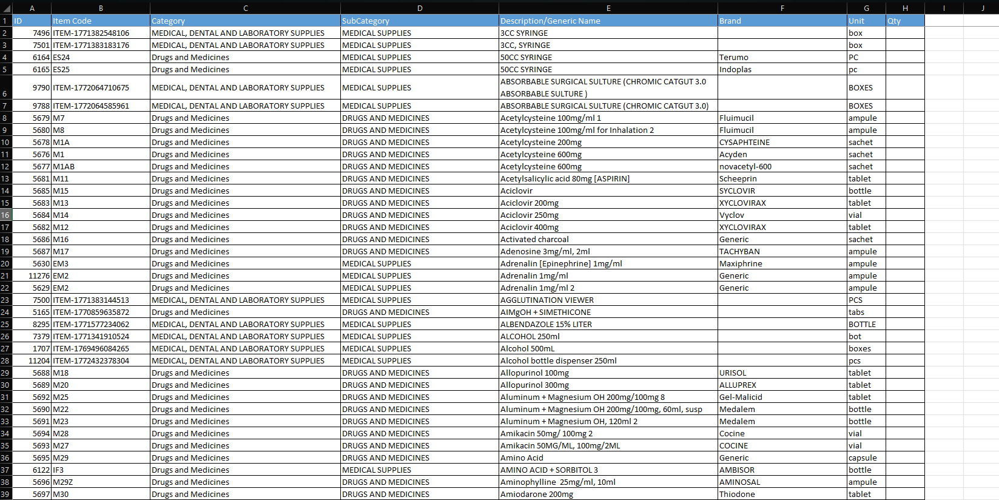 A B C D E F G H I J
1 ID Item Code Category SubCategory Description/Generic Name Brand Unit Qty
2 7496 ITEM-1771382548106 MEDICAL, DENTAL AND LABORATORY SUPPLIES MEDICAL SUPPLIES 3CC SYRINGE box
3 7501 ITEM-1771383183176 MEDICAL, DENTAL AND LABORATORY SUPPLIES MEDICAL SUPPLIES 3CC, SYRINGE box
4 6164 ES24 Drugs and Medicines MEDICAL SUPPLIES 50CC SYRINGE Terumo PC
5 6165 ES25 Drugs and Medicines MEDICAL SUPPLIES 50CC SYRINGE Indoplas pc
ABSORBABLE SURGICAL SULTURE (CHROMIC CATGUT 3.0
6 9790 ITEM-1772064710675 MEDICAL, DENTAL AND LABORATORY SUPPLIES MEDICAL SUPPLIES ABSORBABLE SULTURE ) BOXES
7 9788 ITEM-1772064585961 MEDICAL, DENTAL AND LABORATORY SUPPLIES MEDICAL SUPPLIES ABSORBABLE SURGICAL SULTURE (CHROMIC CATGUT 3.0) BOXES
8 5679 M7 Drugs and Medicines DRUGS AND MEDICINES Acetylcysteine 100mg/ml 1 Fluimucil ampule
9 5680 M8 Drugs and Medicines DRUGS AND MEDICINES Acetylcysteine 100mg/ml for Inhalation 2 Fluimucil ampule
10 5678 M1A Drugs and Medicines DRUGS AND MEDICINES Acetylcysteine 200mg CYSAPHTEINE sachet
11 5676 M1 Drugs and Medicines DRUGS AND MEDICINES Acetylcysteine 600mg Acyden sachet
12 5677 M1AB Drugs and Medicines DRUGS AND MEDICINES Acetylcysteine 600mg novacetyl-600 sachet
13 5681 M11 Drugs and Medicines DRUGS AND MEDICINES Acetylsalicylic acid 80mg [ASPIRIN] Scheeprin tablet
14 5685 M15 Drugs and Medicines DRUGS AND MEDICINES Aciclovir SYCLOVIR bottle
15 5683 M13 Drugs and Medicines DRUGS AND MEDICINES Aciclovir 200mg XYCLOVIRAX tablet
16 5684 M14 Drugs and Medicines DRUGS AND MEDICINES Aciclovir 250mg Vyclov vial
17 5682 M12 Drugs and Medicines DRUGS AND MEDICINES Aciclovir 400mg XYCLOVIRAX tablet
18 5686 M16 Drugs and Medicines DRUGS AND MEDICINES Activated charcoal Generic sachet
19 5687 M17 Drugs and Medicines DRUGS AND MEDICINES Adenosine 3mg/ml, 2ml TACHYBAN ampule
20 5630 EM3 Drugs and Medicines MEDICAL SUPPLIES Adrenalin [Epinephrine] 1mg/ml Maxiphrine ampule
21 11276 EM2 Drugs and Medicines MEDICAL SUPPLIES Adrenalin 1mg/ml Generic ampule
22 5629 EM2 Drugs and Medicines MEDICAL SUPPLIES Adrenalin 1mg/ml 2 Generic ampule
23 7500 ITEM-1771383144513 MEDICAL, DENTAL AND LABORATORY SUPPLIES MEDICAL SUPPLIES AGGLUTINATION VIEWER PCS
24 5165 ITEM-1770859635872 Drugs and Medicines DRUGS AND MEDICINES AIMgOH + SIMETHICONE tabs
25 8295 ITEM-1771577234062 MEDICAL, DENTAL AND LABORATORY SUPPLIES MEDICAL SUPPLIES ALBENDAZOLE 15% LITER BOTTLE
26 7379 ITEM-1771341910524 MEDICAL, DENTAL AND LABORATORY SUPPLIES MEDICAL SUPPLIES ALCOHOL 250ml bot
27 1707 ITEM-1769496084265 MEDICAL, DENTAL AND LABORATORY SUPPLIES MEDICAL SUPPLIES Alcohol 500mL boxes
28 11204 ITEM-1772432378304 MEDICAL, DENTAL AND LABORATORY SUPPLIES MEDICAL SUPPLIES Alcohol bottle dispenser 250ml pcs
29 5688 M18 Drugs and Medicines DRUGS AND MEDICINES Allopurinol 100mg URISOL tablet
30 5689 M20 Drugs and Medicines DRUGS AND MEDICINES Allopurinol 300mg ALLUPREX tablet
31 5692 M25 Drugs and Medicines DRUGS AND MEDICINES Aluminum + Magnesium OH 200mg/100mg 8 Gel-Malicid tablet
32 5690 M22 Drugs and Medicines DRUGS AND MEDICINES Aluminum + Magnesium OH 200mg/100mg, 60ml, susp Medalem bottle
33 5691 M23 Drugs and Medicines DRUGS AND MEDICINES Aluminum + Magnesium OH, 120ml 2 Medalem bottle
34 5694 M28 Drugs and Medicines DRUGS AND MEDICINES Amikacin 50mg/ 100mg 2 Cocine vial
35 5693 M27 Drugs and Medicines DRUGS AND MEDICINES Amikacin 50MG/ML, 100mg/2ML COCINE vial
36 5695 M29 Drugs and Medicines DRUGS AND MEDICINES Amino Acid Generic capsule
37 6122 IF3 Drugs and Medicines MEDICAL SUPPLIES AMINO ACID + SORBITOL 3 AMBISOR bottle
38 5696 M29Z Drugs and Medicines DRUGS AND MEDICINES Aminophylline 25mg/ml, 10ml AMINOSAL ampule
39 5697 M30 Drugs and Medicines DRUGS AND MEDICINES Amiodarone 200mg Thiodone tablet